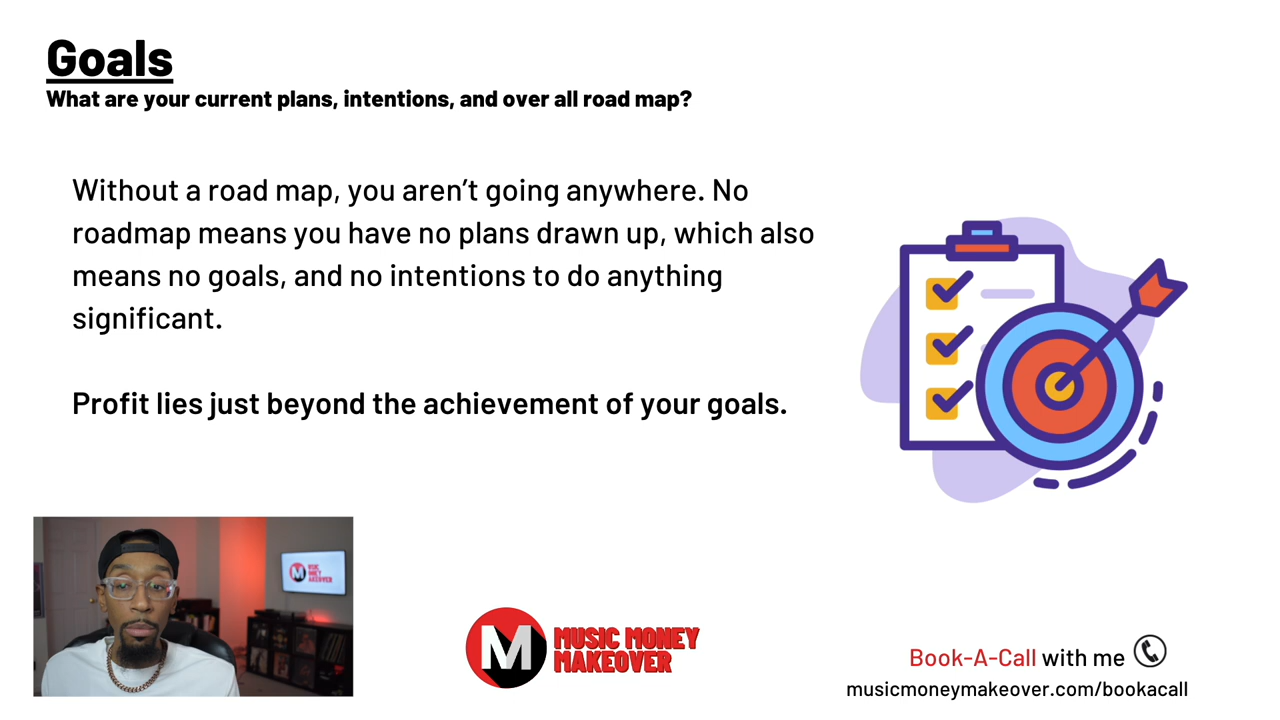 Goals
What are your current plans, intentions, and over all road map?
Without a road map, you aren’t going anywhere. No
roadmap means you have no plans drawn up, which also
means no goals, and no intentions to do anything
significant.
Profit lies just beyond the achievement of your goals.
M MUSIC
MONEY
MAKEOVER
M MUSIC MONEY
MAKEOVER
Book-A-Call with me
musicmoneymakeover.com/bookacall